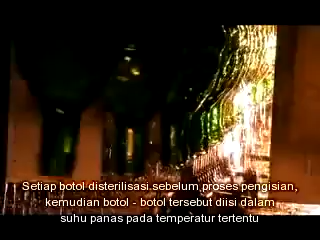 Setiap botol disterilisasi sebelum proses pengisian,
kemudian botol - botol tersebut diisi dalam
suhu panas pada temperatur tertentu